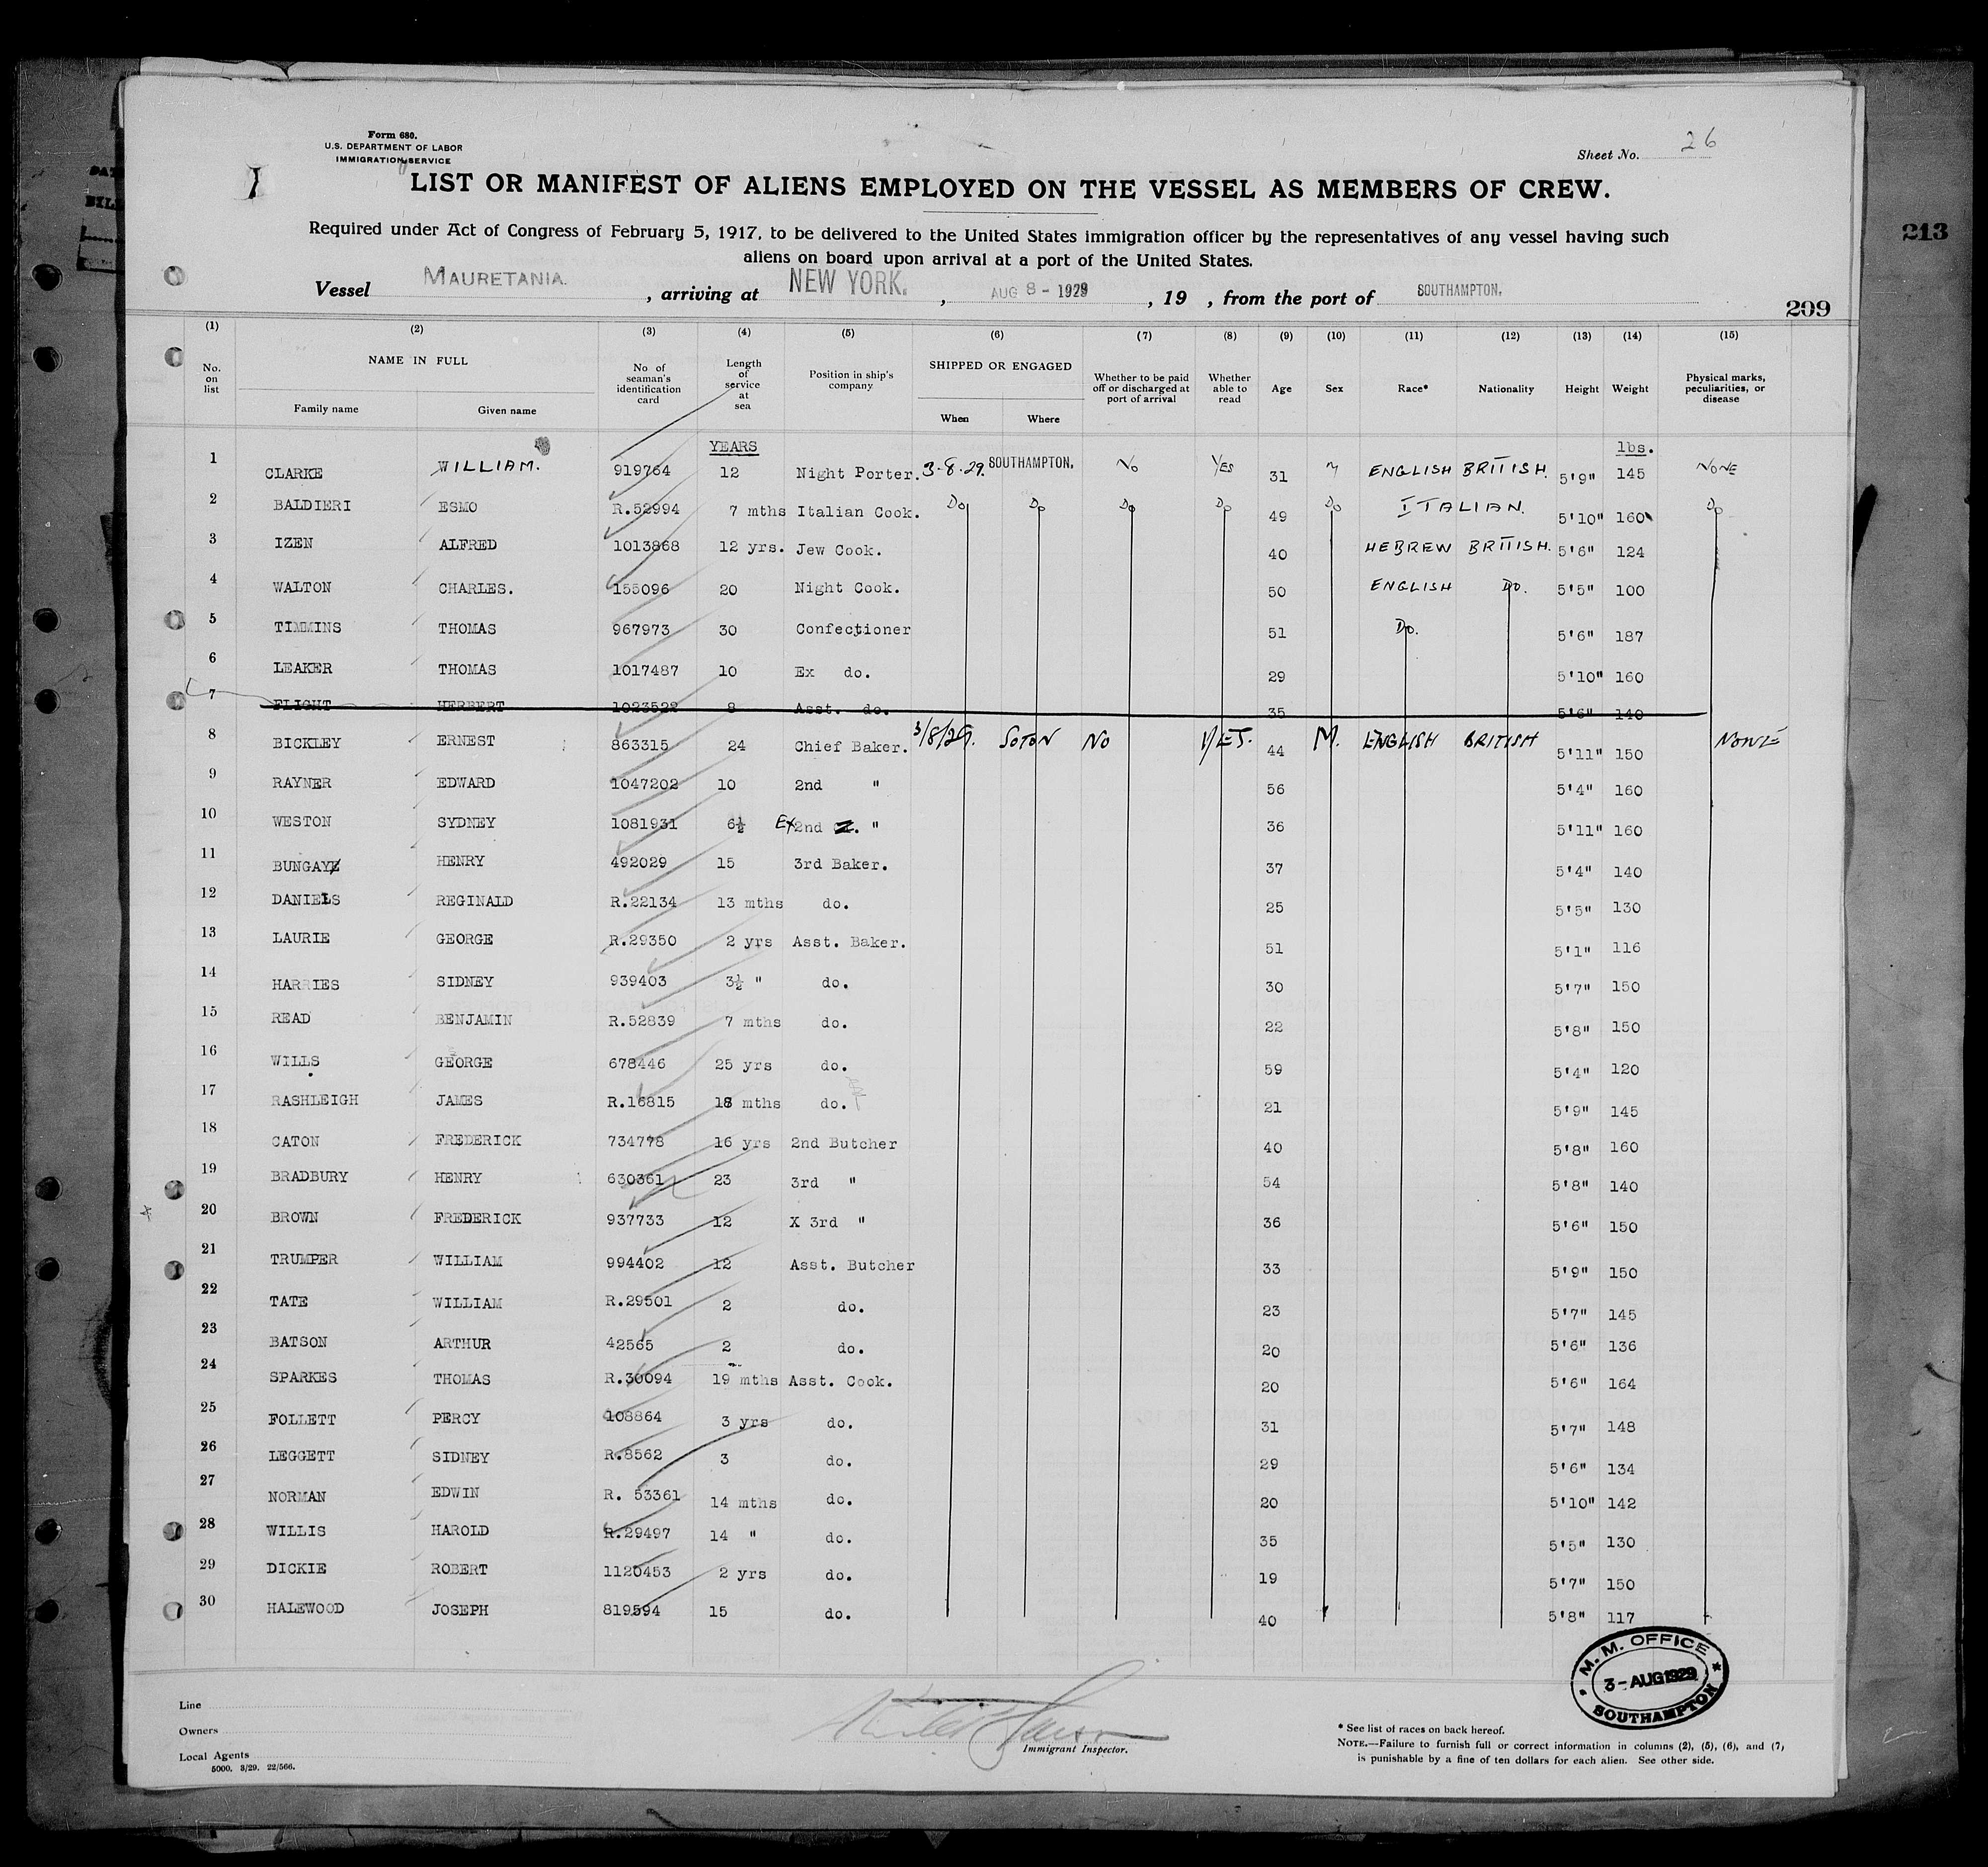 Form 680.
U.S. DEPARTMENT OF LABOR
IMMIGRATION SERVICE
Sheet No. 26
LIST OR MANIFEST OF ALIENS EMPLOYED ON THE VESSEL AS MEMBERS OF CREW.
Required under Act of Congress of February 5, 1917, to be delivered to the United States immigration officer by the representatives of any vessel having such
aliens on board upon arrival at a port of the United States.
213
Vessel MAURETANIA. , arriving at NEW YORK. , AUG 8 - 1929 , 19 , from the port of SOUTHAMPTON.
209
(1) (2) (3) (4) (5) (6) (7) (8) (9) (10) (11) (12) (13) (14) (15)
No. on list NAME IN FULL Family name Given name No of seaman's identification card Length of service at sea Position in ship's company SHIPPED OR ENGAGED When Where Whether to be paid off or discharged at port of arrival Whether able to read Age Sex Race* Nationality Height Weight Physical marks, peculiarities, or disease
YEARS lbs.
1 CLARKE WILLIAM. 919764 12 Night Porter. 3-8-29. SOUTHAMPTON. No YES 31 M ENGLISH BRITISH. 5'9" 145 NONE
2 BALDIERI ESMO R.52994 7 mths Italian Cook. Do Do Do Do 49 Do ITALIAN. 5'10" 160 Do
3 IZEN ALFRED 1013868 12 yrs. Jew Cook. 40 HEBREW BRITISH. 5'6" 124
4 WALTON CHARLES. 155096 20 Night Cook. 50 ENGLISH Do. 5'5" 100
5 TIMMINS THOMAS 967973 30 Confectioner 51 Do. 5'6" 187
6 LEAKER THOMAS 1017487 10 Ex do. 29 5'10" 160
7 FLIGHT HERBERT 1023522 8 Asst. do. 35 5'6" 140
8 BICKLEY ERNEST 863315 24 Chief Baker. 3/8/29. SOTON NO YES. 44 M. ENGLISH BRITISH 5'11" 150 NONE
9 RAYNER EDWARD 1047202 10 2nd " 56 5'4" 160
10 WESTON SYDNEY 1081931 6½ Ex 2nd " 36 5'11" 160
11 BUNGAY HENRY 492029 15 3rd Baker. 37 5'4" 140
12 DANIELS REGINALD R.22134 13 mths do. 25 5'5" 130
13 LAURIE GEORGE R.29350 2 yrs Asst. Baker. 51 5'1" 116
14 HARRIES SIDNEY 939403 3½ " do. 30 5'7" 150
15 READ BENJAMIN R.52839 7 mths do. 22 5'8" 150
16 WILLS GEORGE 678446 25 yrs do. 59 5'4" 120
17 RASHLEIGH JAMES R.16815 18 mths do. 21 5'9" 145
18 CATON FREDERICK 734778 16 yrs 2nd Butcher 40 5'8" 160
19 BRADBURY HENRY 630361 23 3rd " 54 5'8" 140
20 BROWN FREDERICK 937733 12 X 3rd " 36 5'6" 150
21 TRUMPER WILLIAM 994402 12 Asst. Butcher 33 5'9" 150
22 TATE WILLIAM R.29501 2 do. 23 5'7" 145
23 BATSON ARTHUR 42565 2 do. 20 5'6" 136
24 SPARKES THOMAS R.30094 19 mths Asst. Cook. 20 5'6" 164
25 FOLLETT PERCY 108864 3 yrs do. 31 5'7" 148
26 LEGGETT SIDNEY R.8562 3 do. 29 5'6" 134
27 NORMAN EDWIN R. 53361 14 mths do. 20 5'10" 142
28 WILLIS HAROLD R.29497 14 " do. 35 5'5" 130
29 DICKIE ROBERT 1120453 2 yrs do. 19 5'7" 150
30 HALEWOOD JOSEPH 819594 15 do. 40 5'8" 117
M. M. OFFICE
3 - AUG 1929
SOUTHAMPTON
Line
Owners
Local Agents
5000. 3/29. 22/566.
Immigrant Inspector.
* See list of races on back hereof.
NOTE.—Failure to furnish full or correct information in columns (2), (5), (6), and (7)
is punishable by a fine of ten dollars for each alien. See other side.